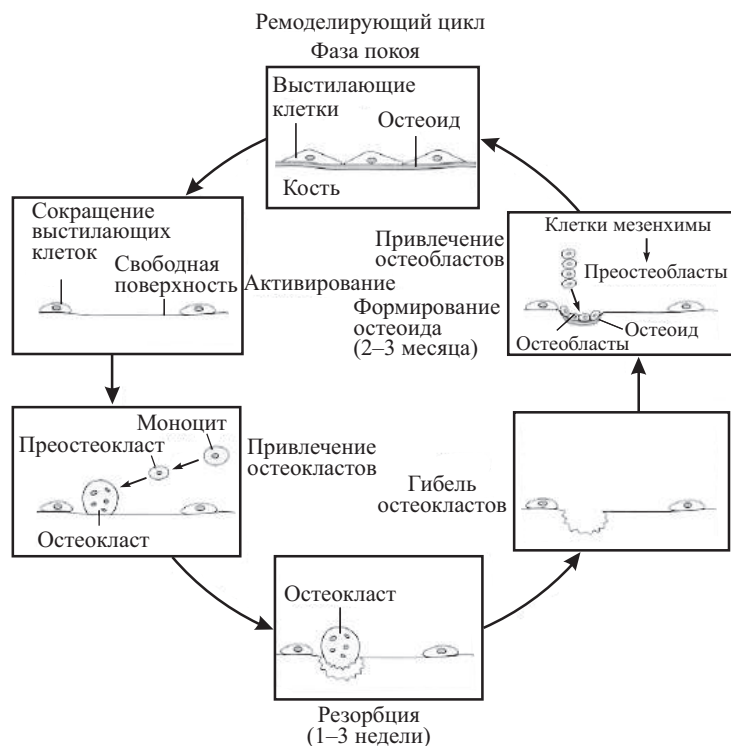 Ремоделирующий цикл
Фаза покоя
Выстилающие
клетки
Остеоид
Кость
Сокращение
выстилающих
клеток
Свободная
поверхность
Активирование
Преостеокласт
Моноцит
Остеокласт
Привлечение
остеокластов
Остеокласт
Резорбция
(1–3 недели)
Гибель
остеокластов
Привлечение
остеобластов
Формирование
остеоида
(2–3 месяца)
Клетки мезенхимы
Преостеобласты
Остеоид
Остеобласты